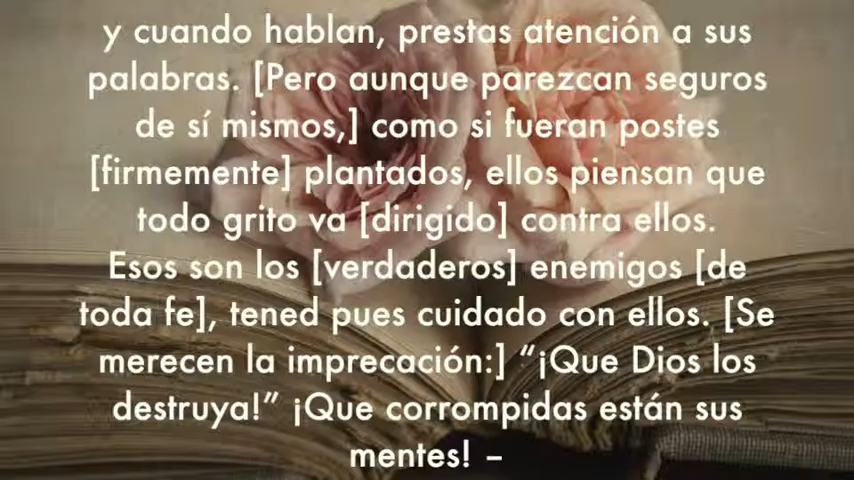 y cuando hablan, prestas atención a sus
palabras. [Pero aunque parezcan seguros
de sí mismos,] como si fueran postes
[firmemente] plantados, ellos piensan que
todo grito va [dirigido] contra ellos.
Esos son los [verdaderos] enemigos [de
toda fe], tened pues cuidado con ellos. [Se
merecen la imprecación:] “¡Que Dios los
destruya!” ¡Que corrompidas están sus
mentes! –